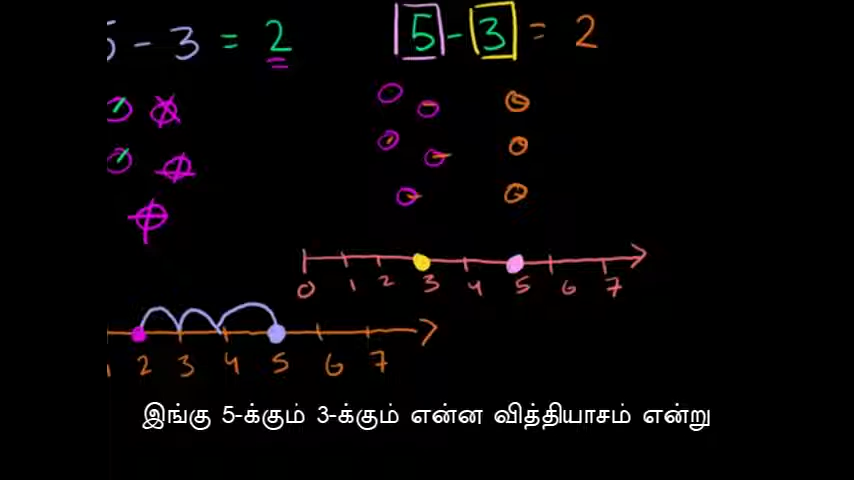 5 - 3 = 2
5 - 3 = 2
0 1 2 3 4 5 6 7
1 2 3 4 5 6 7
இங்கு 5-க்கும் 3-க்கும் என்ன வித்தியாசம் என்று